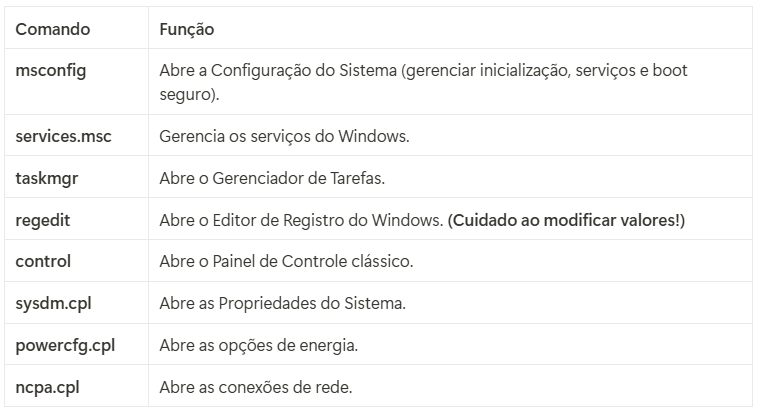 Comando Função
msconfig Abre a Configuração do Sistema (gerenciar inicialização, serviços e boot
seguro).
services.msc Gerencia os serviços do Windows.
taskmgr Abre o Gerenciador de Tarefas.
regedit Abre o Editor de Registro do Windows. (Cuidado ao modificar valores!)
control Abre o Painel de Controle clássico.
sysdm.cpl Abre as Propriedades do Sistema.
powercfg.cpl Abre as opções de energia.
ncpa.cpl Abre as conexões de rede.